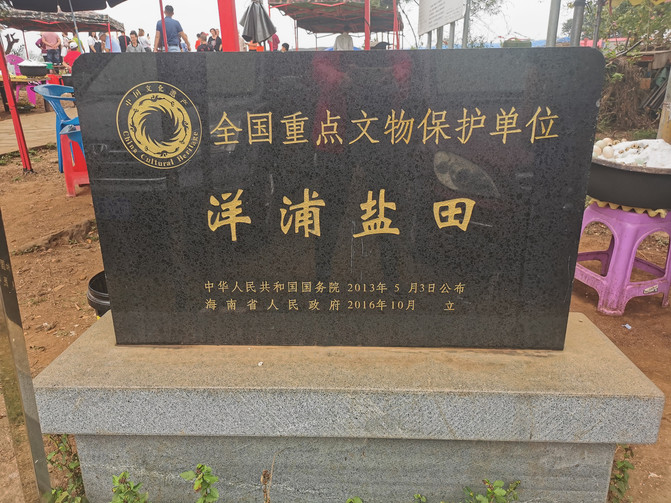 中国文化遗产
China Cultural Heritage
全国重点文物保护单位
洋浦盐田
中华人民共和国国务院 2013年 5 月3日公布
海南省人民政府 2016年10月 立